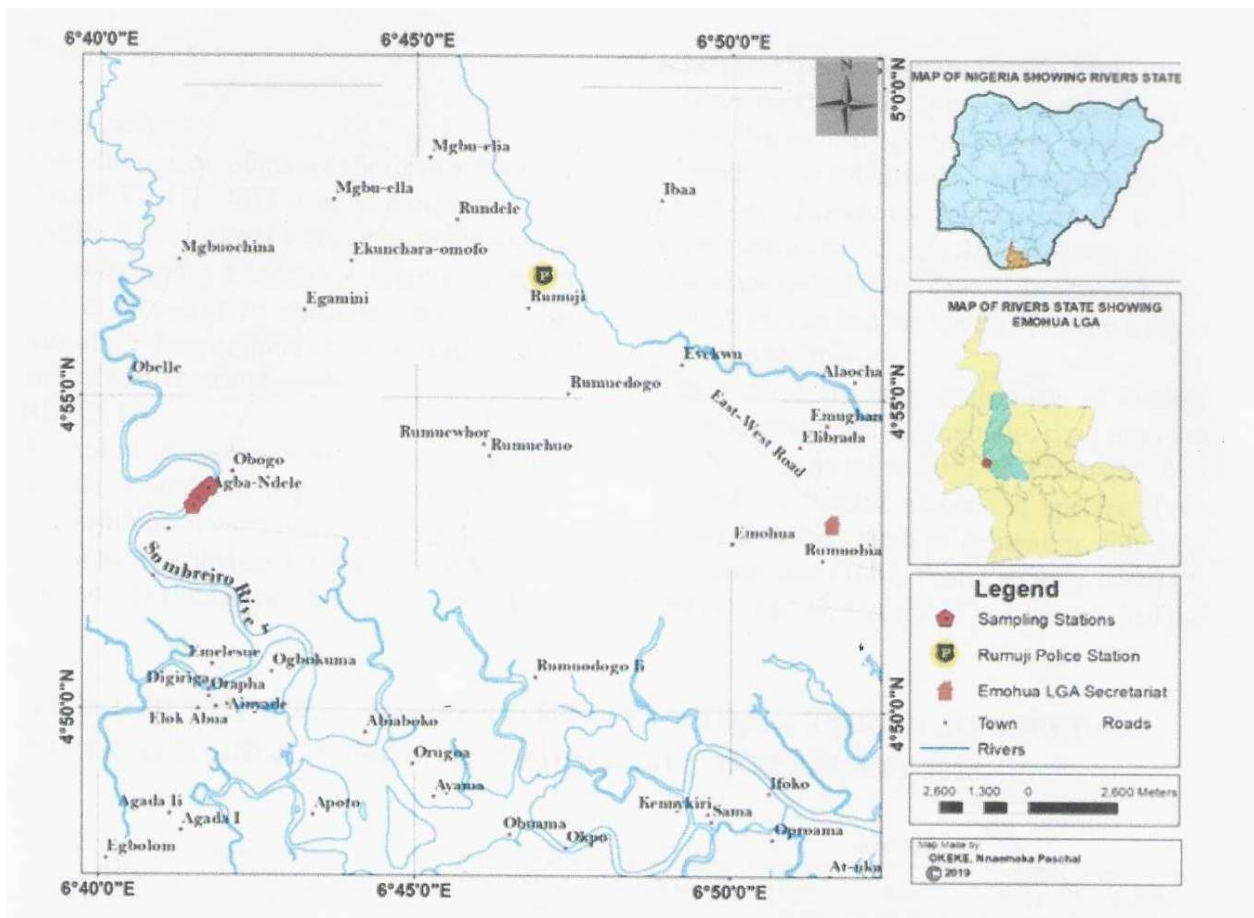 6°40'0"E
6°45'0"E
6°50'0"E
5°0'0"N
N
Mgbu-elia
Mgbu-ella
Ibaa
Rundele
Mgbuochina
Ekunchara-omofo
P
Egamini
Rumuji
Evekwu
Obelle
Alaocha
Rumuedogo
4°55'0"N
4°55'0"N
East-West Road
Emughan
Rumuewhor
Rumuehuo
Elibrada
Obogo
Agba-Ndele
Emohua
Rumuobia
Sombreiro River
Emelesue
Ogbokuma
Rumuodogo Ii
Digiriga
Orapha
Ainyade
4°50'0"N
4°50'0"N
Elok Abua
Abiaboko
Orugoa
Ayama
Ifoko
Agada Ii
Apoto
Kennykiri
Sama
Agada I
Obuama
Okpo
Oproama
Egbolom
6°40'0"E
6°45'0"E
6°50'0"E
MAP OF NIGERIA SHOWING RIVERS STATE
MAP OF RIVERS STATE SHOWING
EMOHUA LGA
Legend
Sampling Stations
P
Rumuji Police Station
Emohua LGA Secretariat
Town
Roads
Rivers
2,600 1,300 0 2,600 Meters
Map Made by
OKEKE, Nnaemeka Paschal
© 2019